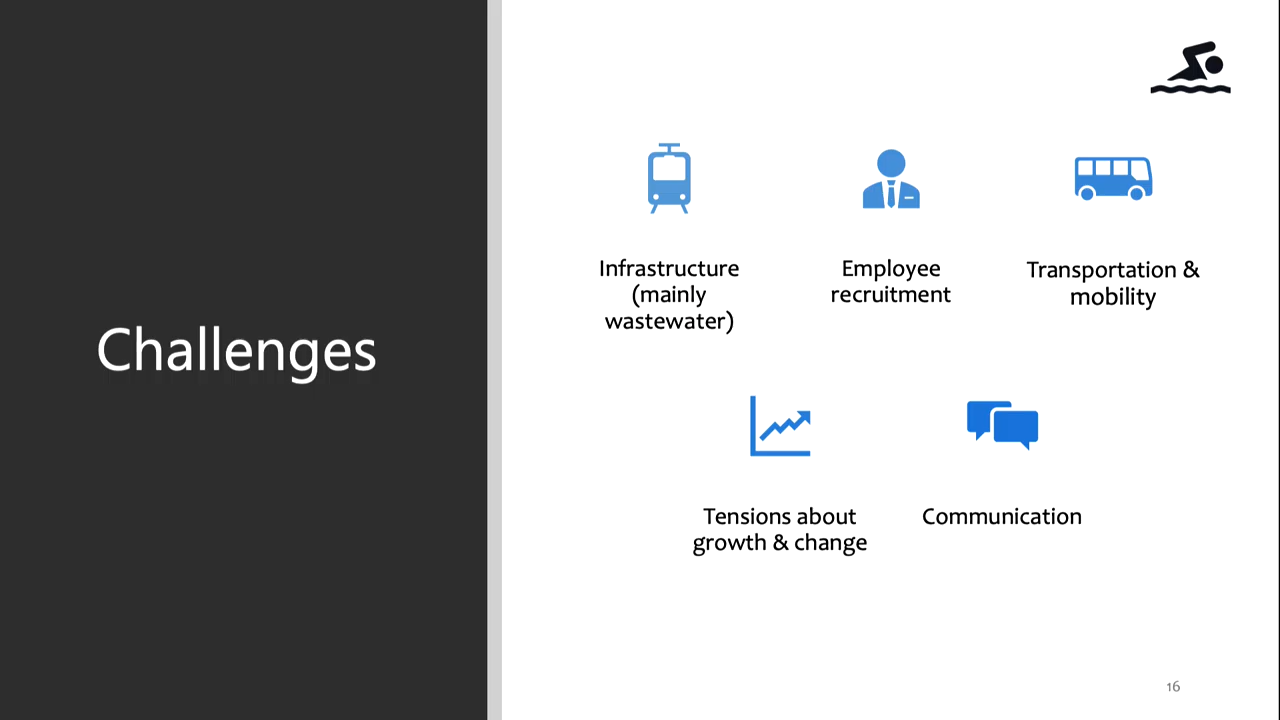 Challenges
Infrastructure
(mainly
wastewater)
Employee
recruitment
Transportation &
mobility
Tensions about
growth & change
Communication
16